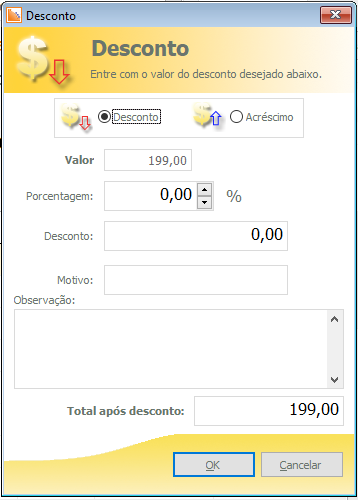 Desconto
Desconto
Entre com o valor do desconto desejado abaixo.
Desconto
Acréscimo
Valor 199,00
Porcentagem: 0,00 %
Desconto: 0,00
Motivo:
Observação:
Total após desconto: 199,00
OK Cancelar